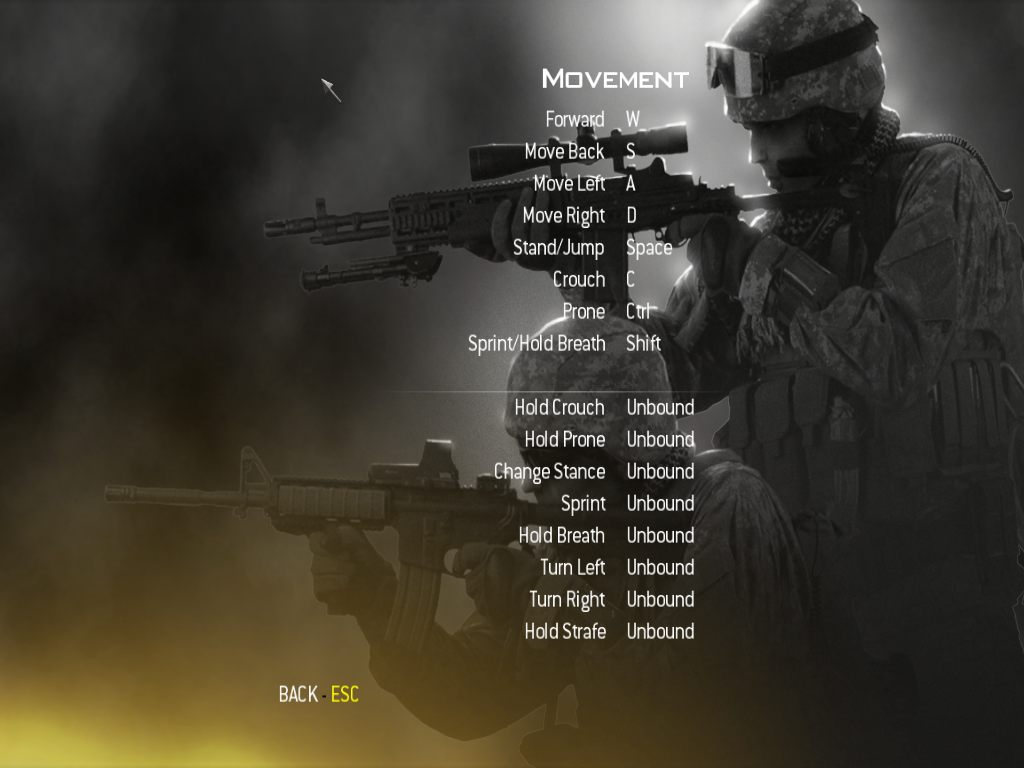 Movement
Forward W
Move Back S
Move Left A
Move Right D
Stand/Jump Space
Crouch C
Prone Ctrl
Sprint/Hold Breath Shift
Hold Crouch Unbound
Hold Prone Unbound
Change Stance Unbound
Sprint Unbound
Hold Breath Unbound
Turn Left Unbound
Turn Right Unbound
Hold Strafe Unbound
BACK - ESC